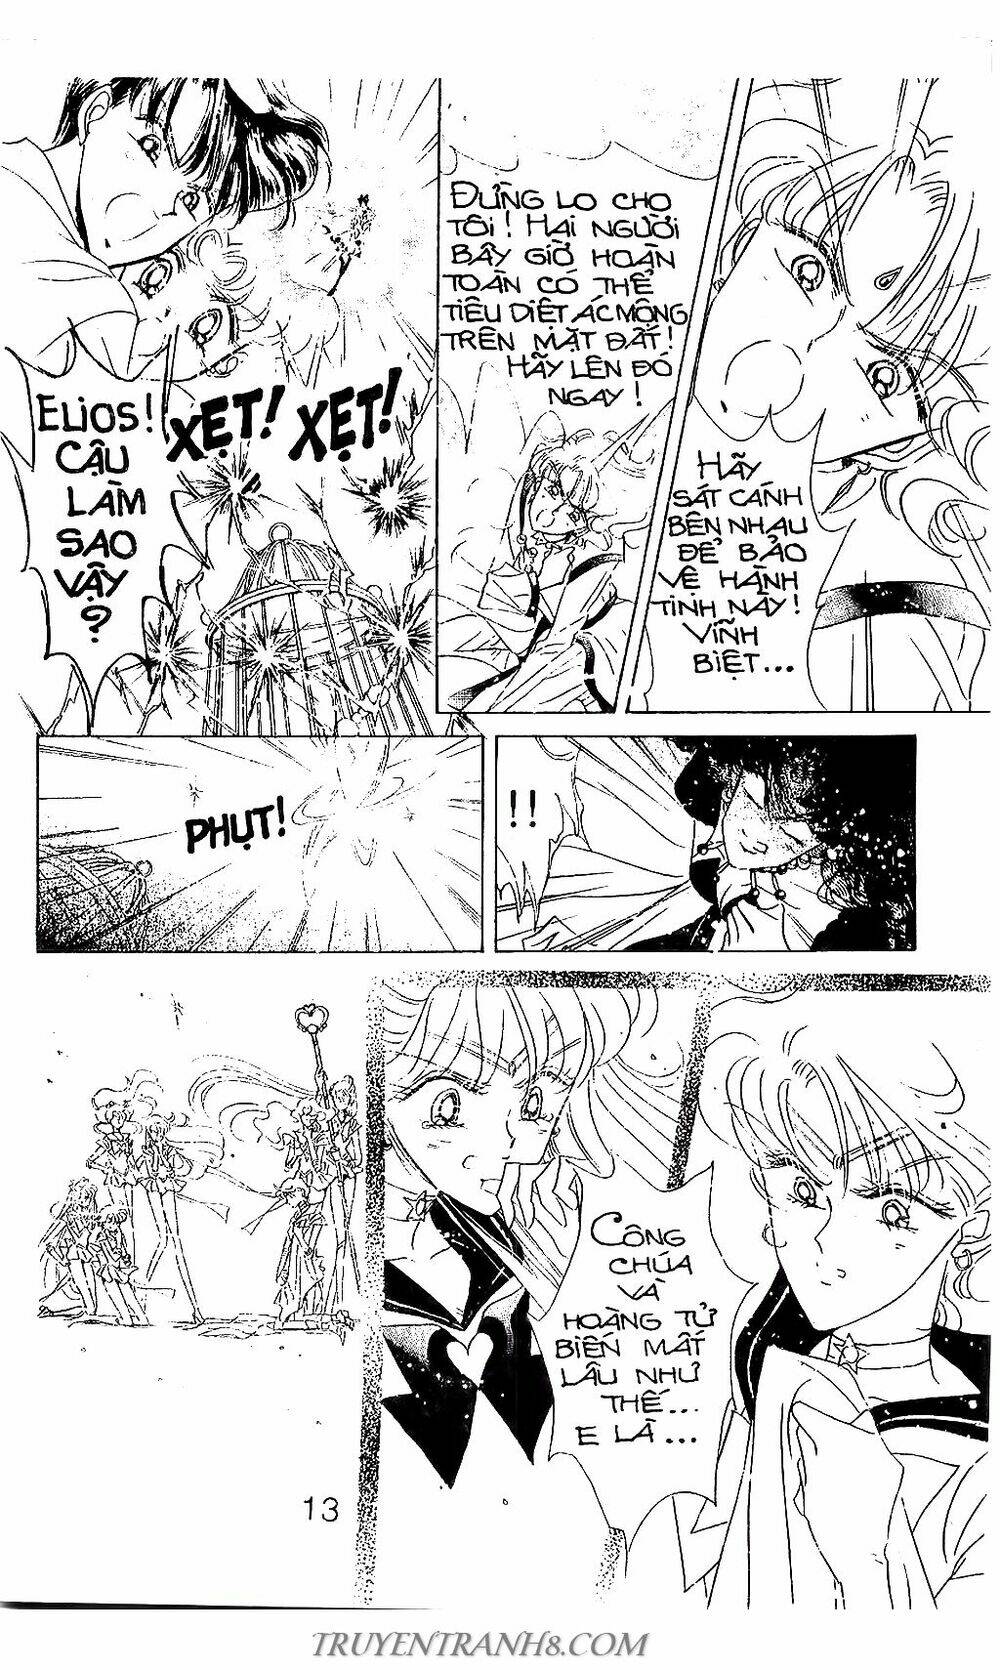 ELIOS!
CẬU
LÀM
SAO
VẬY
?
XẸT! XẸT!
ĐỪNG LO CHO
TÔI! HAI NGƯỜI
BÂY GIỜ HOÀN
TOÀN CÓ THỂ
TIÊU DIỆT ÁC MỘNG
TRÊN MẶT ĐẤT!
HÃY LÊN ĐÓ
NGAY!
HÃY
SÁT CÁNH
BÊN NHAU
ĐỂ BẢO
VỆ HÀNH
TINH NÀY!
VĨNH
BIỆT...
PHỤT!
!!
CÔNG
CHÚA
VÀ
HOÀNG TỬ
BIẾN MẤT
LÂU NHƯ
THẾ...
E LÀ...
13
TRUYENTRANH8.COM